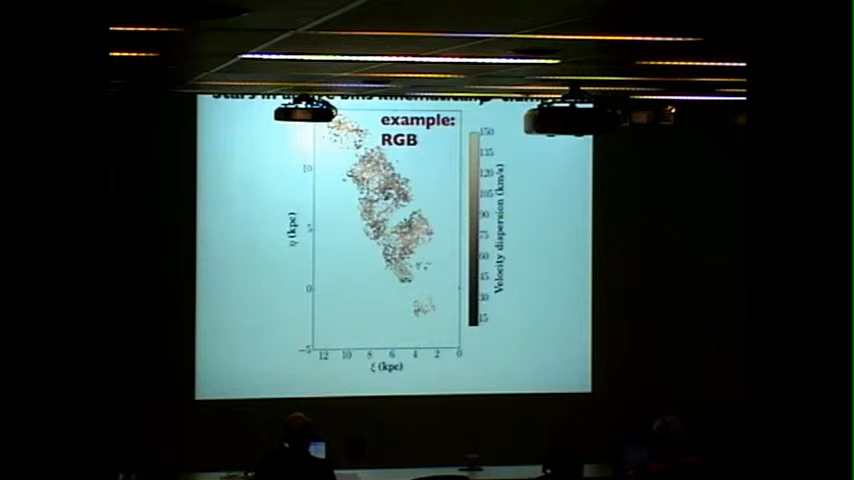 example:
RGB
150
135
120
105
90
75
60
45
30
15
Velocity dispersion (km/s)
10
5
0
−5
η (kpc)
12 10 8 6 4 2 0
ξ (kpc)